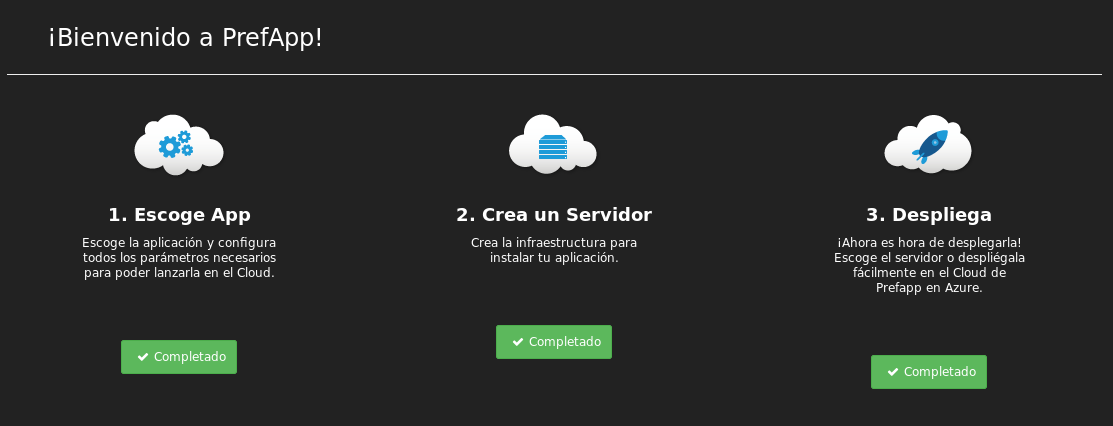 ¡Bienvenido a PrefApp!
1. Escoge App
Escoge la aplicación y configura
todos los parámetros necesarios
para poder lanzarla en el Cloud.
Completado
2. Crea un Servidor
Crea la infraestructura para
instalar tu aplicación.
Completado
3. Despliega
¡Ahora es hora de desplegarla!
Escoge el servidor o despliégala
fácilmente en el Cloud de
Prefapp en Azure.
Completado